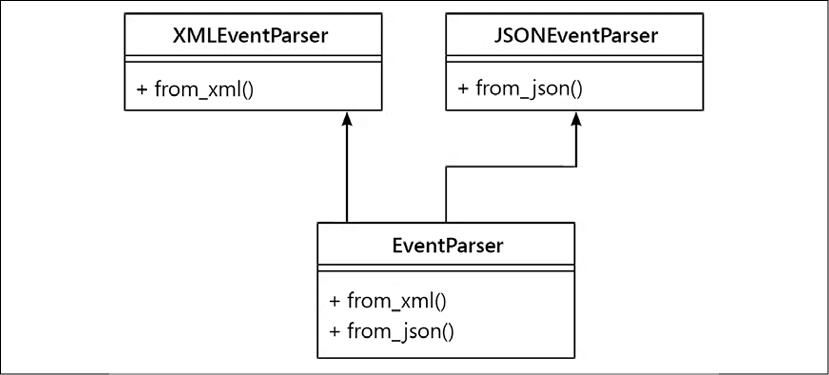 XMLEventParser
+ from_xml()
JSONEventParser
+ from_json()
EventParser
+ from_xml()
+ from_json()